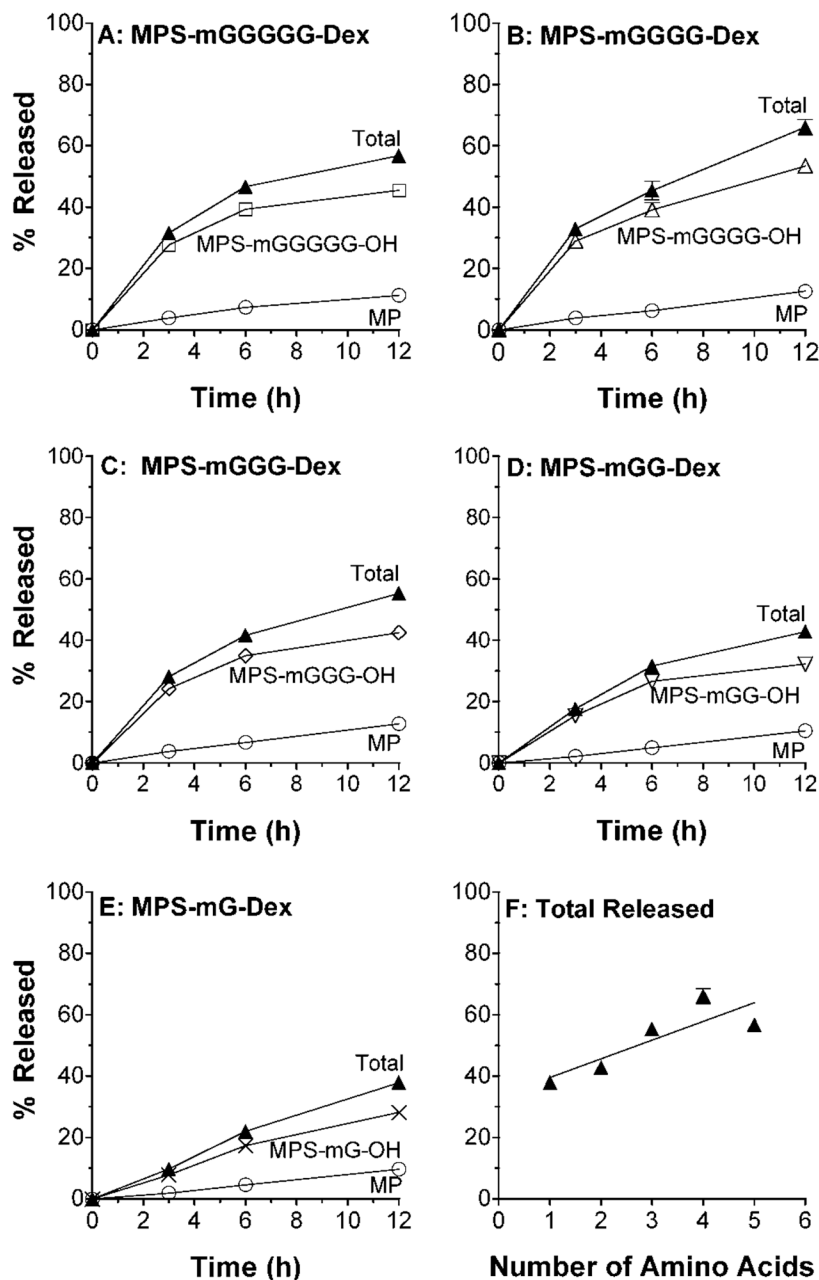 A: MPS-mGGGGG-Dex
% Released
100
80
60
40
20
0
Total
MPS-mGGGGG-OH
MP
0 2 4 6 8 10 12
Time (h)
B: MPS-mGGGG-Dex
100
80
60
40
20
0
Total
MPS-mGGGG-OH
MP
0 2 4 6 8 10 12
Time (h)
C: MPS-mGGG-Dex
% Released
100
80
60
40
20
0
Total
MPS-mGGG-OH
MP
0 2 4 6 8 10 12
Time (h)
D: MPS-mGG-Dex
100
80
60
40
20
0
Total
MPS-mGG-OH
MP
0 2 4 6 8 10 12
Time (h)
E: MPS-mG-Dex
% Released
100
80
60
40
20
0
Total
MPS-mG-OH
MP
0 2 4 6 8 10 12
Time (h)
F: Total Released
100
80
60
40
20
0
0 1 2 3 4 5 6
Number of Amino Acids